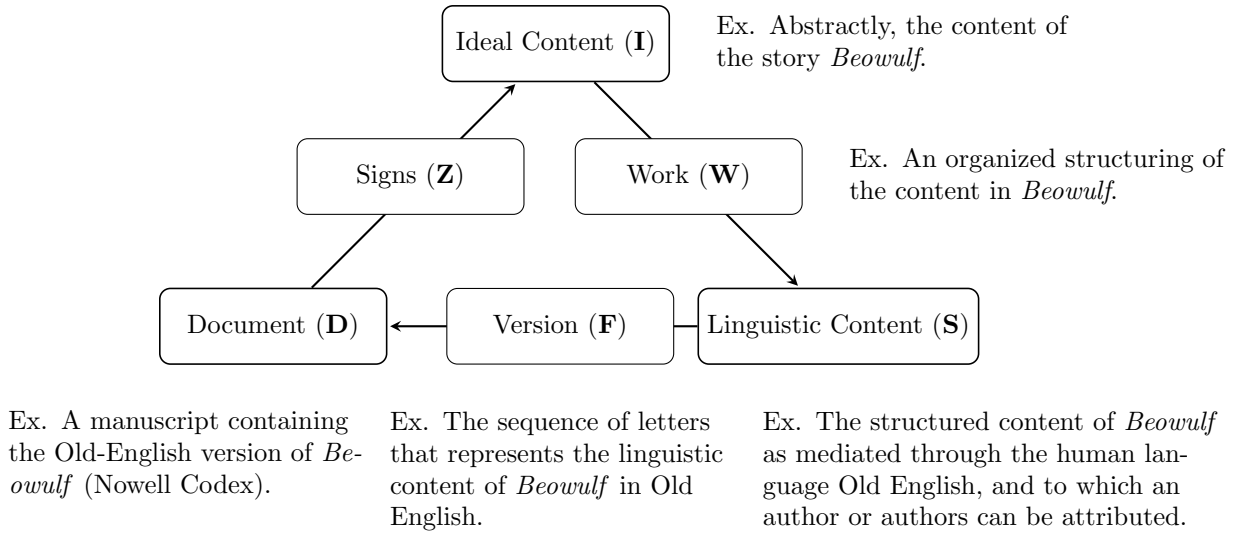 Ideal Content (I)
Ex. Abstractly, the content of
the story Beowulf.
Signs (Z)
Work (W)
Ex. An organized structuring of
the content in Beowulf.
Document (D)
Version (F)
Linguistic Content (S)
Ex. A manuscript containing
the Old-English version of Be-
owulf (Nowell Codex).
Ex. The sequence of letters
that represents the linguistic
content of Beowulf in Old
English.
Ex. The structured content of Beowulf
as mediated through the human lan-
guage Old English, and to which an
author or authors can be attributed.